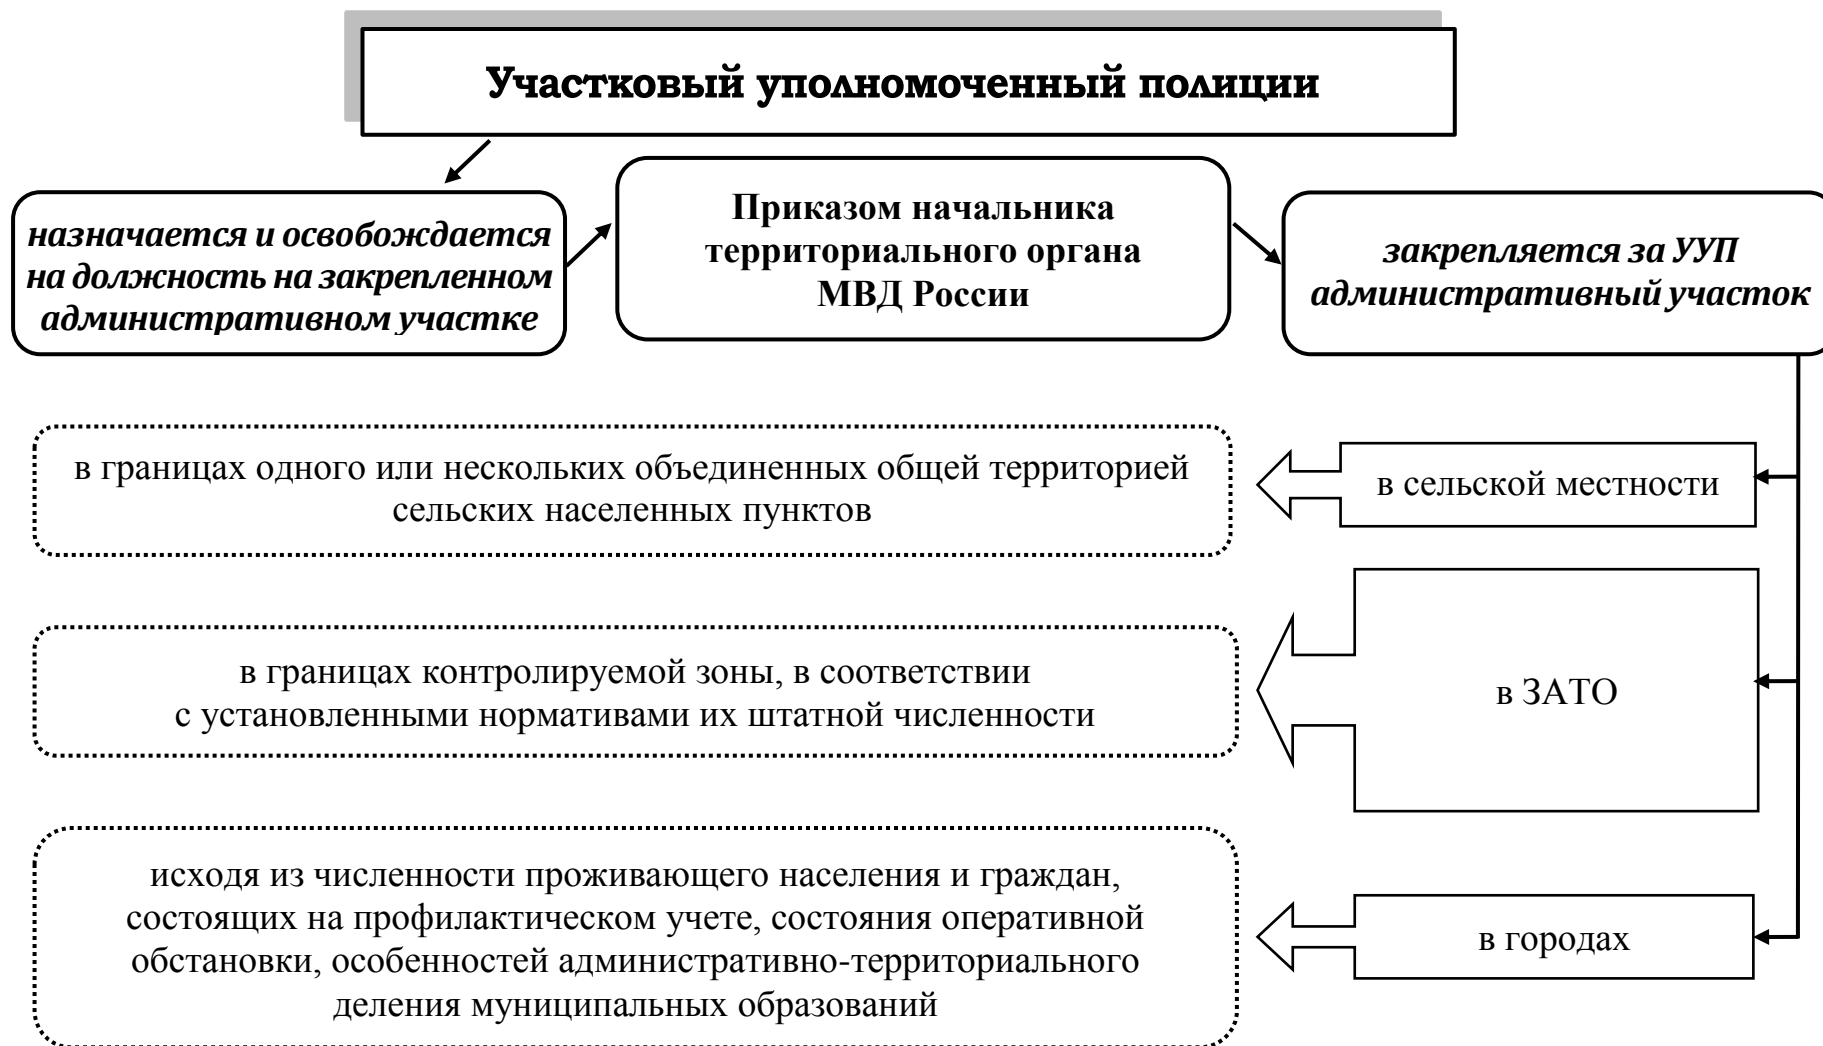 Участковый уполномоченный полиции
назначается и освобождается
на должность на закрепленном
административном участке
Приказом начальника
территориального органа
МВД России
закрепляется за УУП
административный участок
в границах одного или нескольких объединенных общей территорией
сельских населенных пунктов
в сельской местности
в границах контролируемой зоны, в соответствии
с установленными нормативами их штатной численности
в ЗАТО
исходя из численности проживающего населения и граждан,
состоящих на профилактическом учете, состояния оперативной
обстановки, особенностей административно-территориального
деления муниципальных образований
в городах